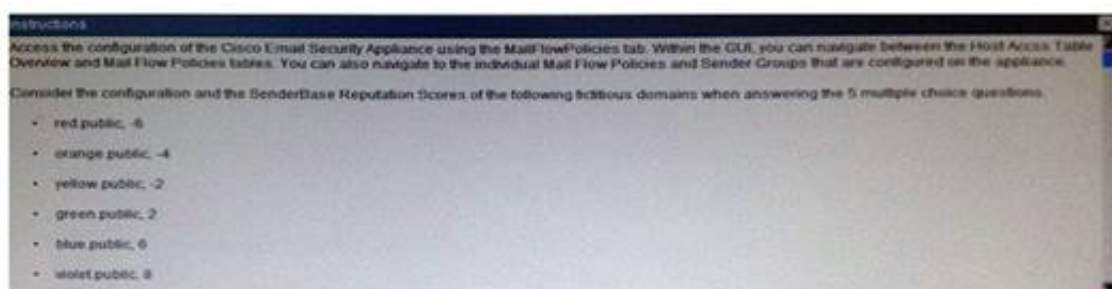 Instructions
Access the configuration of the Cisco Email Security Appliance using the MailFlowPolicies tab. Within the GUI, you can navigate between the Host Access Table
Overview and Mail Flow Policies tables. You can also navigate to the individual Mail Flow Policies and Sender Groups that are configured on the appliance.
Consider the configuration and the SenderBase Reputation Scores of the following fictitious domains when answering the 5 multiple choice questions.
• red.public, -6
• orange.public, -4
• yellow.public, -2
• green.public, 2
• blue.public, 6
• violet.public, 8